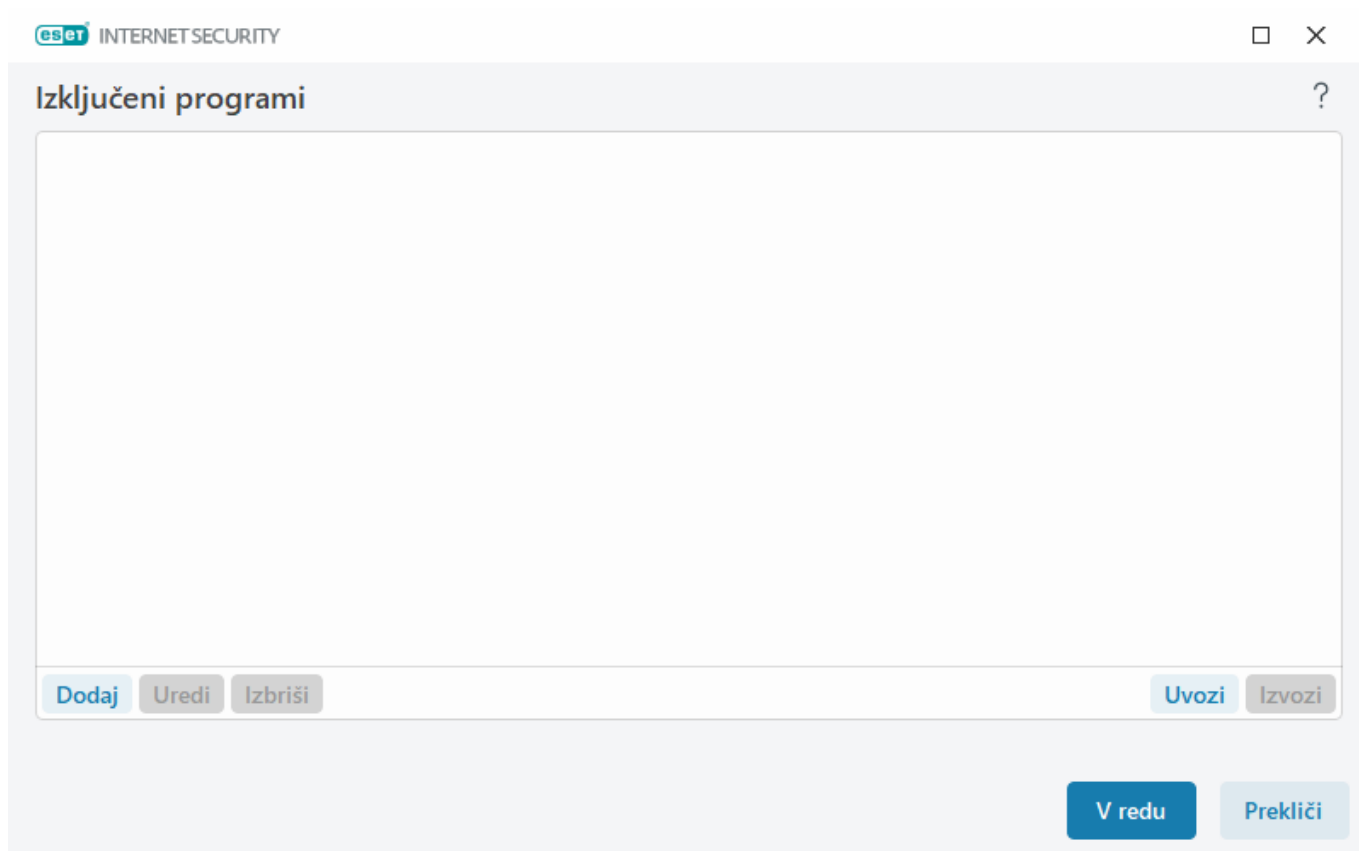 eset INTERNET SECURITY
Izključeni programi
?
Dodaj Uredi Izbriši Uvozi Izvozi
V redu Prekliči